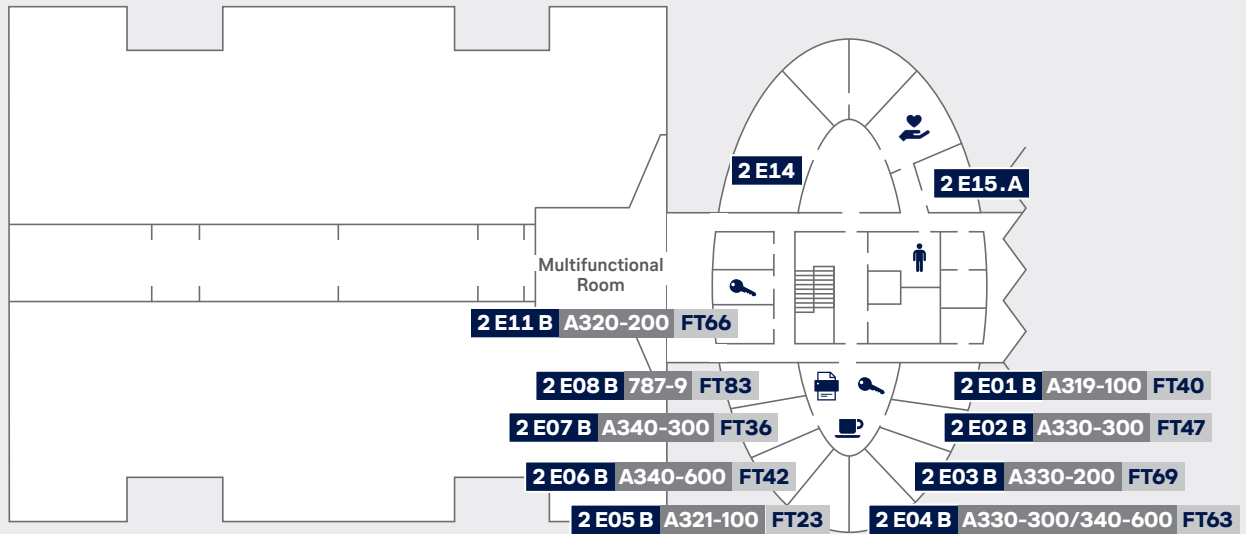 2 E14
2 E15.A
Multifunctional
Room
2 E11 B A320-200 FT66
2 E08 B 787-9 FT83
2 E01 B A319-100 FT40
2 E07 B A340-300 FT36
2 E02 B A330-300 FT47
2 E06 B A340-600 FT42
2 E03 B A330-200 FT69
2 E05 B A321-100 FT23
2 E04 B A330-300/340-600 FT63